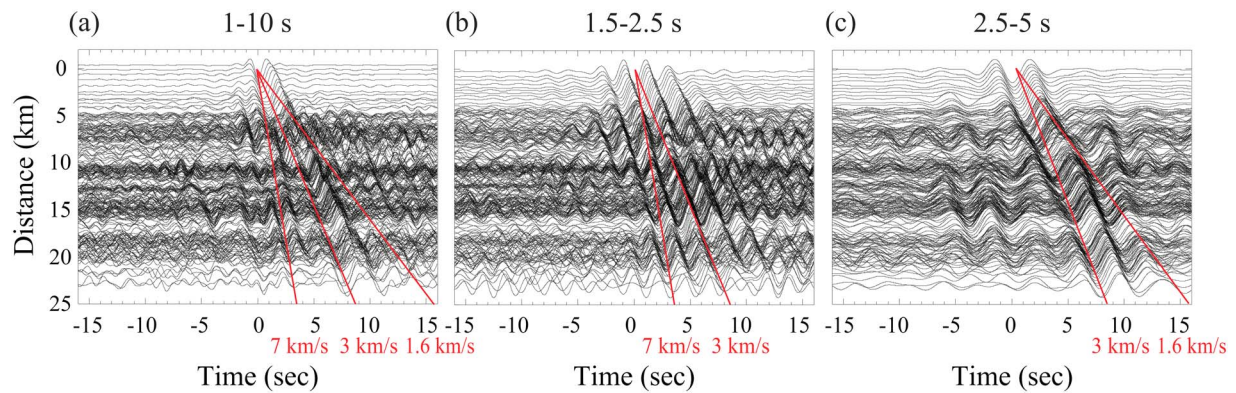 (a) 1-10 s (b) 1.5-2.5 s (c) 2.5-5 s
Distance (km)
0
5
10
15
20
25
-15 -10 -5 0 5 10 15 -15 -10 -5 0 5 10 15 -15 -10 -5 0 5 10 15
7 km/s 3 km/s 1.6 km/s 7 km/s 3 km/s 3 km/s 1.6 km/s
Time (sec) Time (sec) Time (sec)